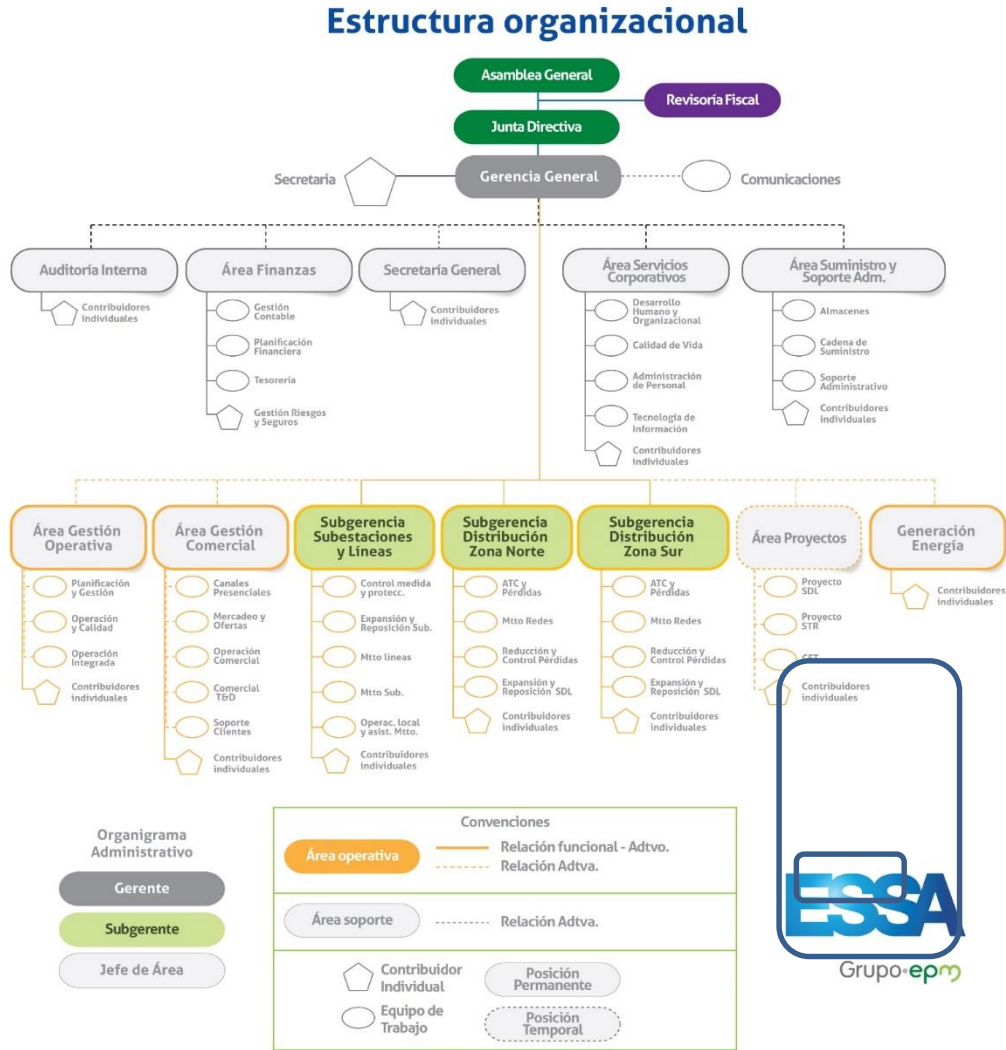 Estructura organizacional
Asamblea General
Revisoría Fiscal
Junta Directiva
Secretaria
Gerencia General
Comunicaciones
Auditoría Interna
Contribuidores
individuales
Área Finanzas
Gestión
Contable
Planificación
Financiera
Tesorería
Gestión Riesgos
y Seguros
Secretaría General
Contribuidores
individuales
Área Servicios
Corporativos
Desarrollo
Humano y
Organizacional
Calidad de Vida
Administración
de Personal
Tecnología de
Información
Contribuidores
individuales
Área Suministro y
Soporte Adm.
Almacenes
Cadena de
Suministro
Soporte
Administrativo
Contribuidores
individuales
Área Gestión
Operativa
Planificación
y Gestión
Operación
y Calidad
Operación
Integrada
Contribuidores
individuales
Área Gestión
Comercial
Canales
Presenciales
Mercadeo y
Ofertas
Operación
Comercial
Comercial
T&D
Soporte
Clientes
Contribuidores
individuales
Subgerencia
Subestaciones
y Líneas
Control medida
y protecc.
Expansión y
Reposición Sub.
Mtto líneas
Mtto Sub.
Operac. local
y asist. Mtto.
Contribuidores
individuales
Subgerencia
Distribución
Zona Norte
ATC y
Pérdidas
Mtto Redes
Reducción y
Control Pérdidas
Expansión y
Reposición SDL
Contribuidores
individuales
Subgerencia
Distribución
Zona Sur
ATC y
Pérdidas
Mtto Redes
Reducción y
Control Pérdidas
Expansión y
Reposición SDL
Contribuidores
individuales
Área Proyectos
Proyecto
SDL
Proyecto
STR
Contribuidores
individuales
Generación
Energía
Contribuidores
individuales
Organigrama
Administrativo
Gerente
Subgerente
Jefe de Área
Convenciones
Área operativa
Relación funcional - Adtvo.
Relación Adtva.
Área soporte
Relación Adtva.
Contribuidor
Individual
Posición
Permanente
Equipo de
Trabajo
Posición
Temporal
ESSA
Grupo·epm